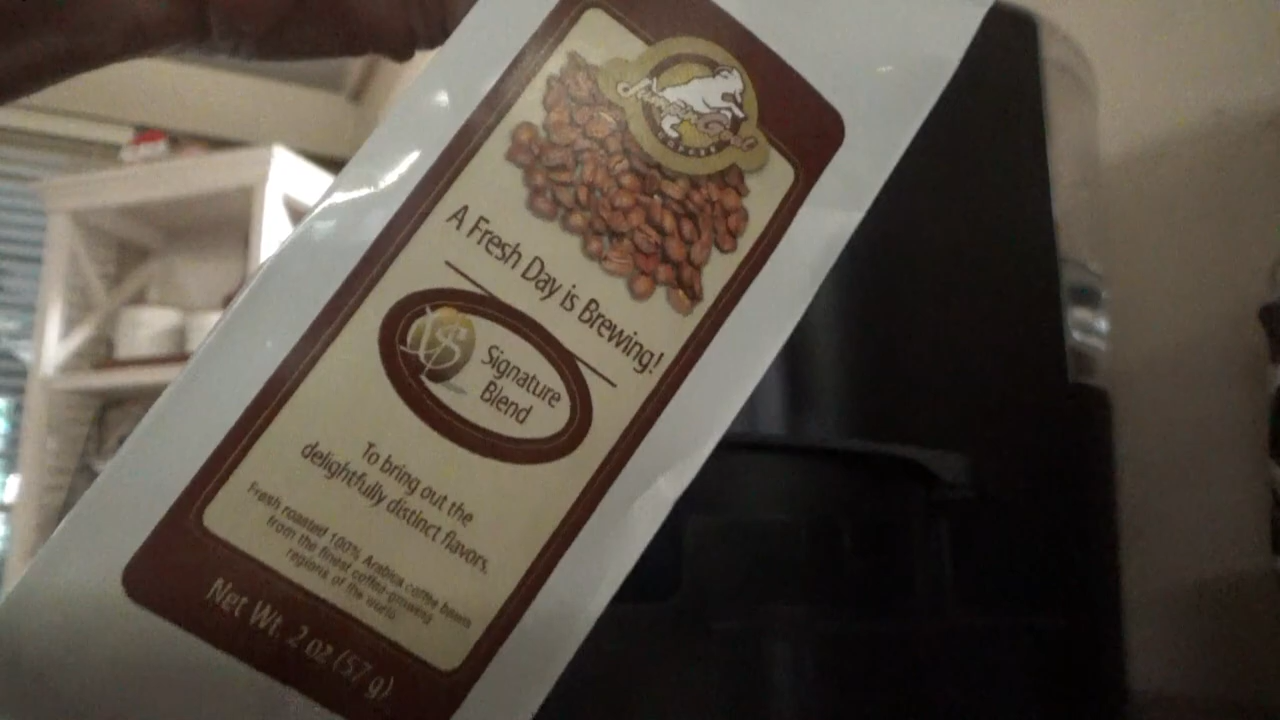 COFFEE
A Fresh Day is Brewing!
Signature
Blend
To bring out the
delightfully distinct flavors.
Fresh roasted 100% Arabica coffee beans
from the finest coffee-growing
regions of the world.
Net Wt. 2 oz (57 g)